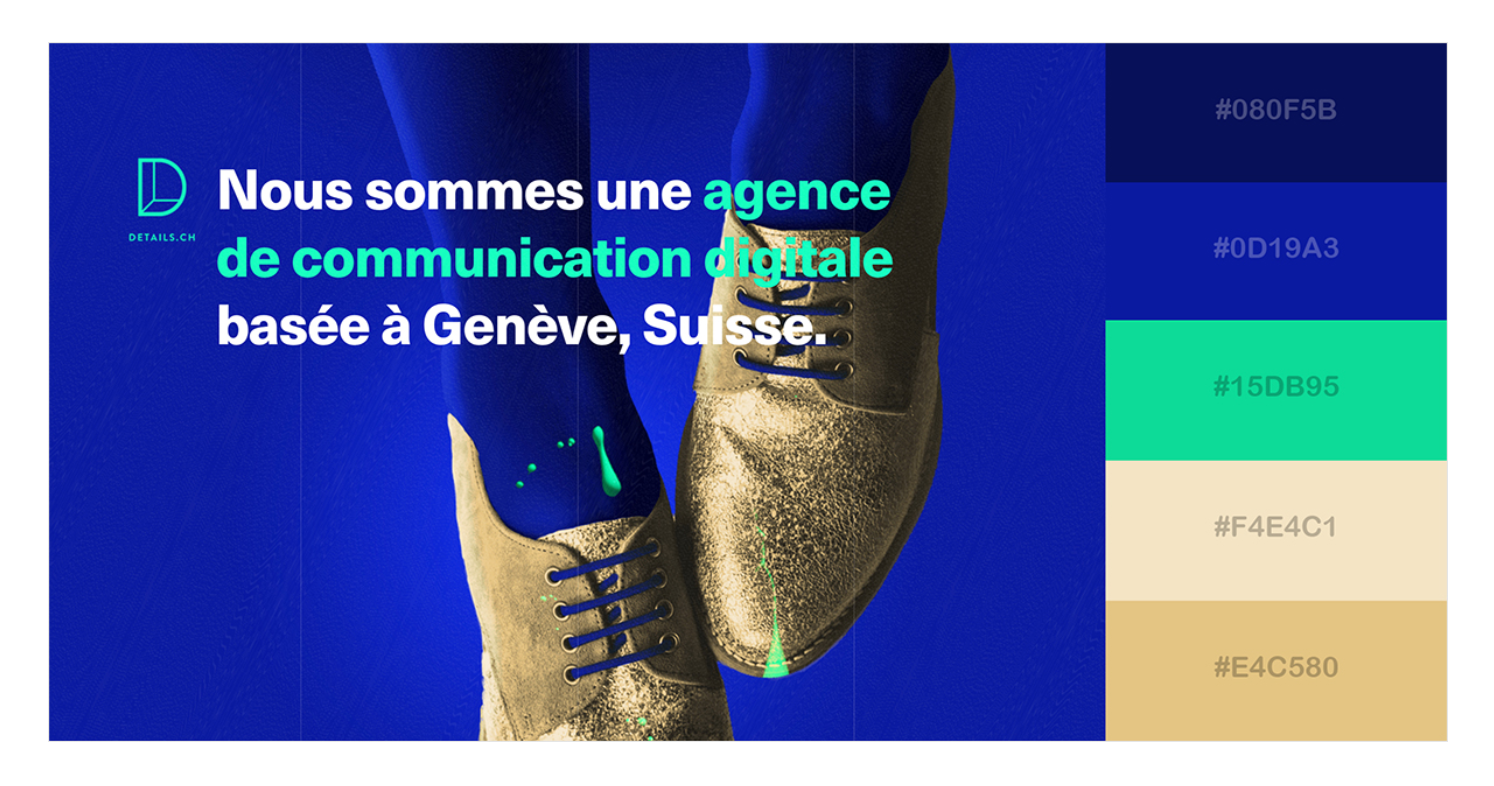 DETAILS.CH
Nous sommes une agence
de communication digitale
basée à Genève, Suisse.
#080F5B
#0D19A3
#15DB95
#F4E4C1
#E4C580